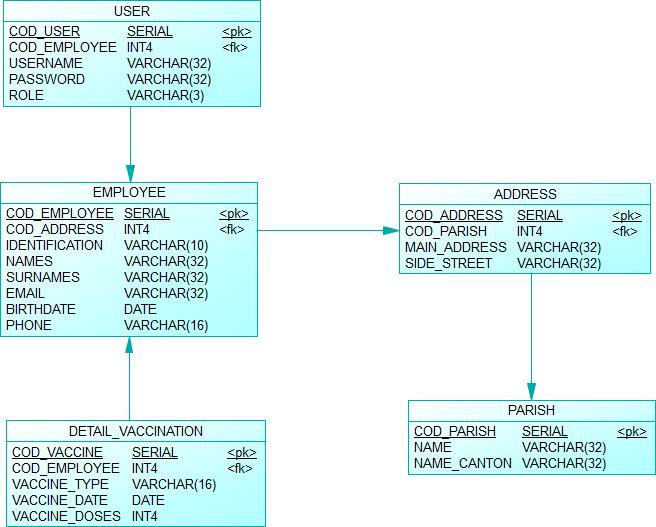 USER
COD_USER SERIAL <pk>
COD_EMPLOYEE INT4 <fk>
USERNAME VARCHAR(32)
PASSWORD VARCHAR(32)
ROLE VARCHAR(3)
EMPLOYEE
COD_EMPLOYEE SERIAL <pk>
COD_ADDRESS INT4 <fk>
IDENTIFICATION VARCHAR(10)
NAMES VARCHAR(32)
SURNAMES VARCHAR(32)
EMAIL VARCHAR(32)
BIRTHDATE DATE
PHONE VARCHAR(16)
ADDRESS
COD_ADDRESS SERIAL <pk>
COD_PARISH INT4 <fk>
MAIN_ADDRESS VARCHAR(32)
SIDE_STREET VARCHAR(32)
DETAIL_VACCINATION
COD_VACCINE SERIAL <pk>
COD_EMPLOYEE INT4 <fk>
VACCINE_TYPE VARCHAR(16)
VACCINE_DATE DATE
VACCINE_DOSES INT4
PARISH
COD_PARISH SERIAL <pk>
NAME VARCHAR(32)
NAME_CANTON VARCHAR(32)